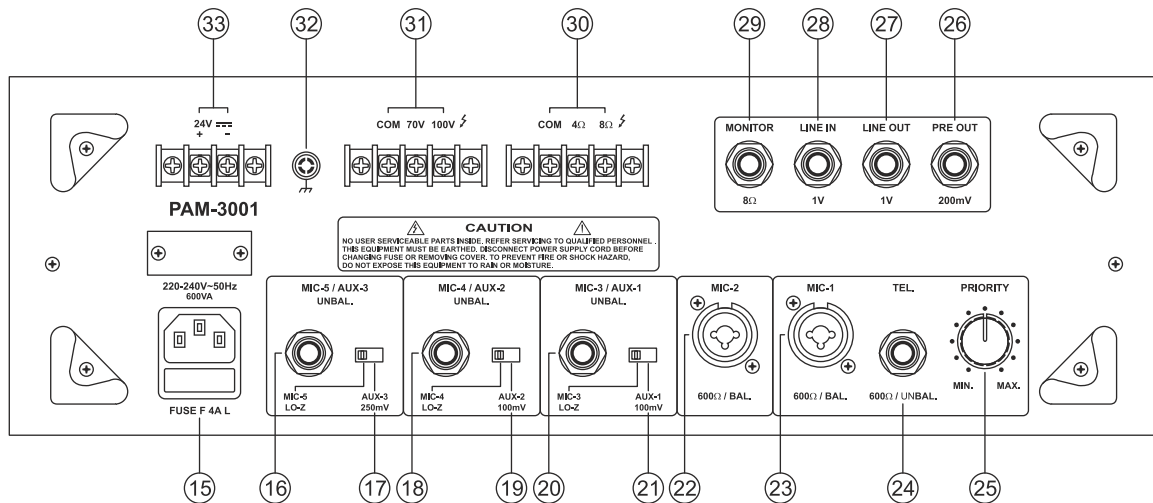 33 32 31 30 29 28 27 26
24V
+ -
COM 70V 100V
COM 4Ω 8Ω
MONITOR LINE IN LINE OUT PRE OUT
8Ω 1V 1V 200mV
PAM-3001
CAUTION
NO USER SERVICEABLE PARTS INSIDE. REFER SERVICING TO QUALIFIED PERSONNEL .
THIS EQUIPMENT MUST BE EARTHED. DISCONNECT POWER SUPPLY CORD BEFORE
CHANGING FUSE OR REMOVING COVER. TO PREVENT FIRE OR SHOCK HAZARD,
DO NOT EXPOSE THIS EQUIPMENT TO RAIN OR MOISTURE.
220-240V~50Hz
600VA
FUSE F 4A L
MIC-5 / AUX-3
UNBAL.
MIC-5
LO-Z
AUX-3
250mV
MIC-4 / AUX-2
UNBAL.
MIC-4
LO-Z
AUX-2
100mV
MIC-3 / AUX-1
UNBAL.
MIC-3
LO-Z
AUX-1
100mV
MIC-2
600Ω / BAL.
MIC-1
600Ω / BAL.
TEL.
600Ω / UNBAL.
PRIORITY
MIN. MAX.
15 16 17 18 19 20 21 22 23 24 25